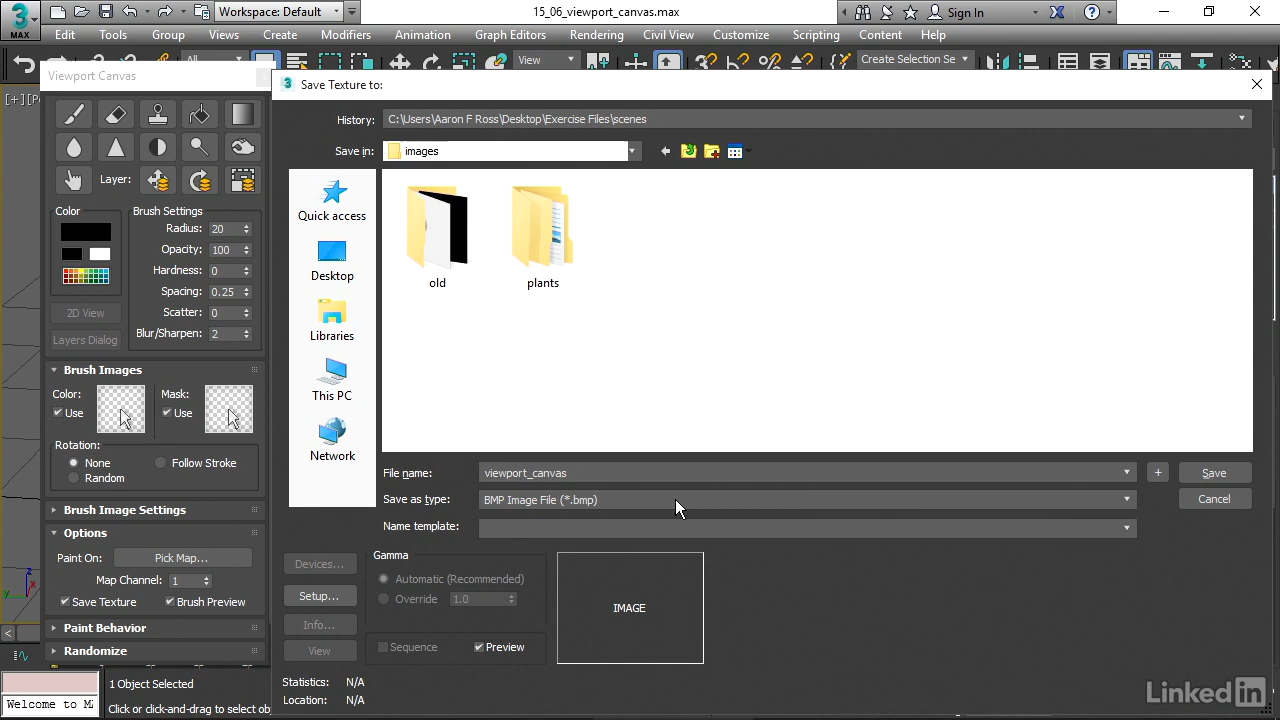 3
MAX
Workspace: Default
15_06_viewport_canvas.max
Sign In
Edit Tools Group Views Create Modifiers Animation Graph Editors Rendering Civil View Customize Scripting Content Help
All
View
Create Selection Se
Viewport Canvas
Layer:
Color
Brush Settings
Radius: 20
Opacity: 100
Hardness: 0
Spacing: 0.25
Scatter: 0
Blur/Sharpen: 2
2D View
Layers Dialog
Brush Images
Color:
Mask:
Use
Use
Rotation:
None
Follow Stroke
Random
Brush Image Settings
Options
Paint On: Pick Map...
Map Channel: 1
Save Texture
Brush Preview
Paint Behavior
Randomize
1 Object Selected
Welcome to M
Click or click-and-drag to select obj
Save Texture to:
History: C:\Users\Aaron F Ross\Desktop\Exercise Files\scenes
Save in: images
Quick access
Desktop
Libraries
This PC
Network
old
plants
File name: viewport_canvas
+
Save
Save as type: BMP Image File (*.bmp)
Cancel
Name template:
Devices...
Setup...
Info...
View
Gamma
Automatic (Recommended)
Override 1.0
Sequence
Preview
IMAGE
Statistics: N/A
Location: N/A
LinkedIn